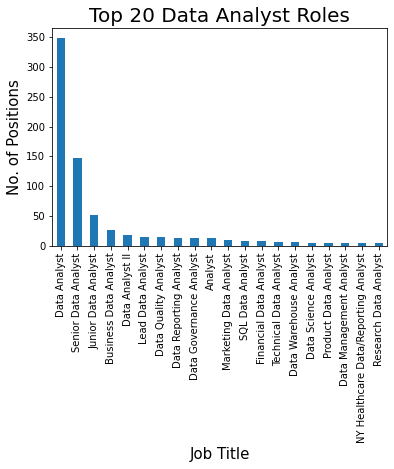 Top 20 Data Analyst Roles
No. of Positions
350
300
250
200
150
100
50
0
Data Analyst
Senior Data Analyst
Junior Data Analyst
Business Data Analyst
Data Analyst II
Lead Data Analyst
Data Quality Analyst
Data Reporting Analyst
Data Governance Analyst
Analyst
Marketing Data Analyst
SQL Data Analyst
Financial Data Analyst
Technical Data Analyst
Data Warehouse Analyst
Data Science Analyst
Product Data Analyst
Data Management Analyst
NY Healthcare Data/Reporting Analyst
Research Data Analyst
Job Title